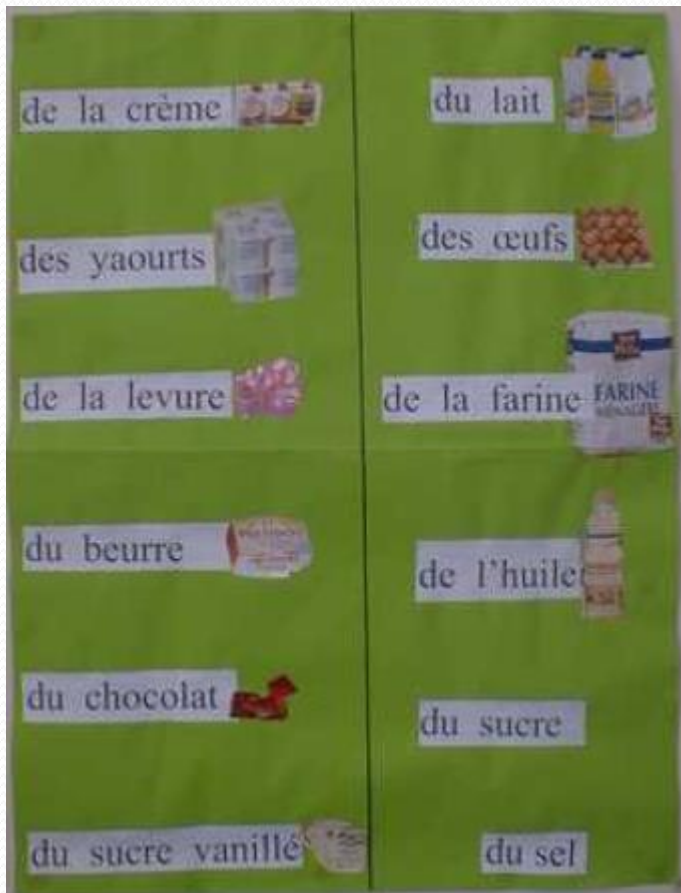 de la crème
des yaourts
de la levure
du beurre
du chocolat
du sucre vanillé
du lait
des œufs
de la farine
FARINE
MÉNAGÈRE
de l'huile
du sucre
du sel